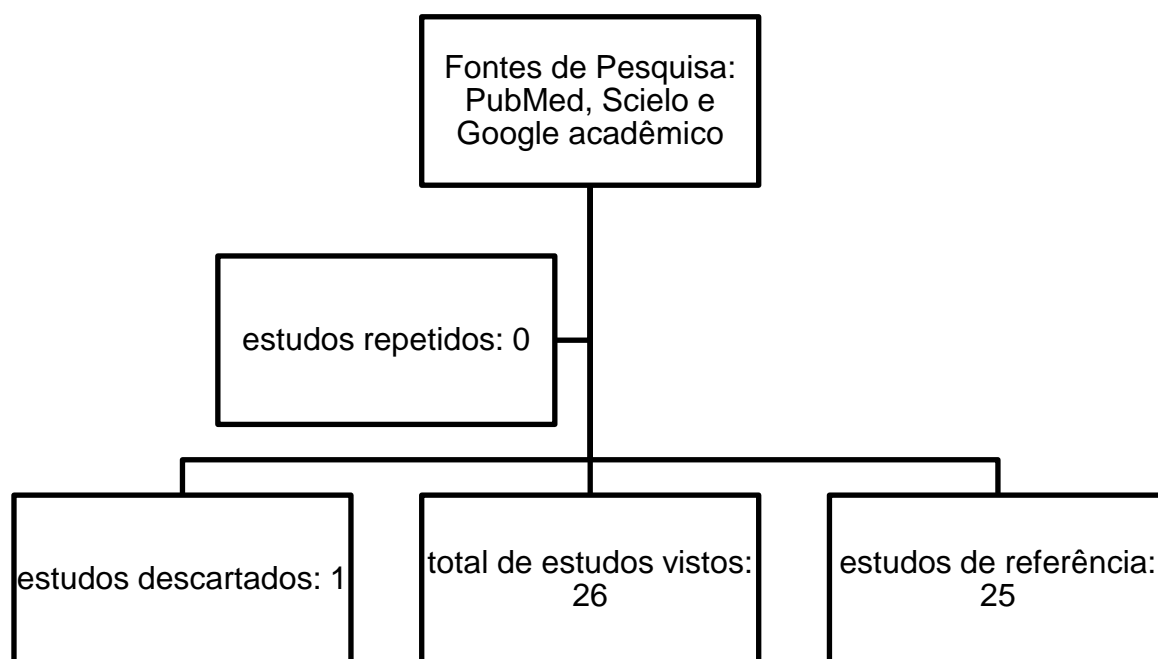 Fontes de Pesquisa:
PubMed, Scielo e
Google acadêmico
estudos repetidos: 0
estudos descartados: 1
total de estudos vistos:
26
estudos de referência:
25